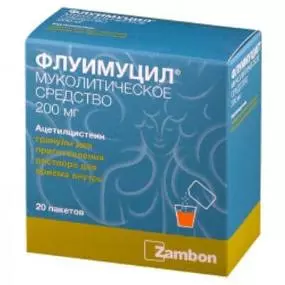 ФЛУИМУЦИЛ®
МУКОЛИТИЧЕСКОЕ
СРЕДСТВО
200 мг
Ацетилцистеин
гранулы для
приготовления
раствора для
приема внутрь
20 пакетов
Zambon